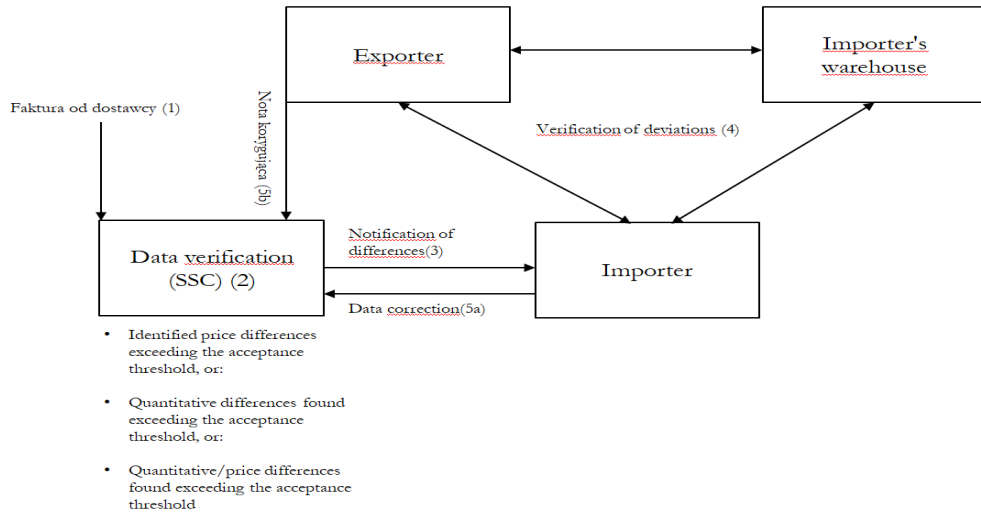 Exporter
Importer's
warehouse
Faktura od dostawcy (1)
Nota korygująca (5b)
Verification of deviations (4)
Data verification
(SSC) (2)
Notification of
differences(3)
Importer
Data correction(5a)
• Identified price differences
exceeding the acceptance
threshold, or:
• Quantitative differences found
exceeding the acceptance
threshold, or:
• Quantitative/price differences
found exceeding the acceptance
threshold